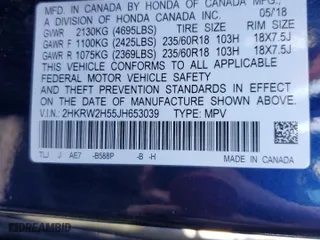 MFD. IN CANADA BY HONDA OF CANADA MFG.,
A DIVISION OF HONDA CANADA INC. 05/18
GVWR 2130KG (4695LBS) TIRE SIZE RIM SIZE
GAWR F 1100KG (2425LBS) 235/60R18 103H 18X7.5J
GAWR R 1075KG (2369LBS) 235/60R18 103H 18X7.5J
THIS VEHICLE CONFORMS TO ALL APPLICABLE
FEDERAL MOTOR VEHICLE SAFETY
AND THEFT PREVENTION STANDARDS IN EFFECT
ON THE DATE OF MANUFACTURE SHOWN ABOVE.
V.I.N. 2HKRW2H55JH653039 TYPE: MPV
TLJ J AE7 -B588P -B -H
MADE IN CANADA
IDREAMBID